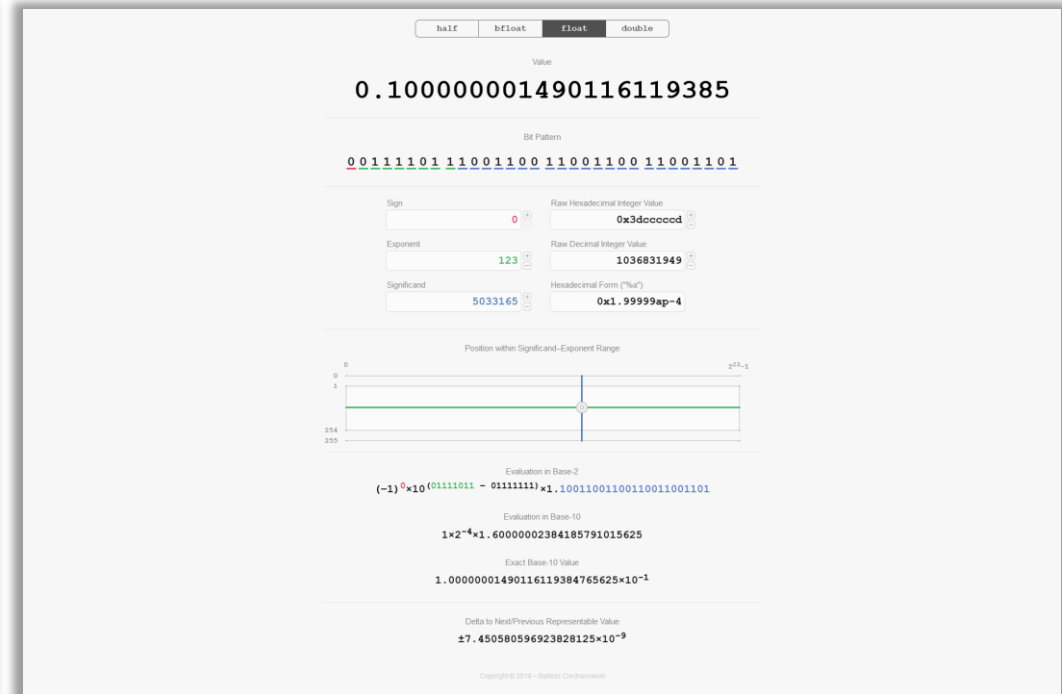 half bfloat float double
Value
0.100000001490116119385
Bit Pattern
0 0 1 1 1 1 0 1 1 1 0 0 1 1 0 0 1 1 0 0 1 1 0 0 1 1 0 0 1 1 0 1
Sign Raw Hexadecimal Integer Value
0 + − 0x3dcccccd + −
Exponent Raw Decimal Integer Value
123 + − 1036831949 + −
Significand Hexadecimal Form ("%a")
5033165 + − 0x1.99999ap-4
Position within Significand–Exponent Range
0 2²³−1
0
1
254
255
Evaluation in Base-2
(−1)⁰×10^(01111011 − 01111111)×1.10011001100110011001101
Evaluation in Base-10
1×2⁻⁴×1.60000002384185791015625
Exact Base-10 Value
1.00000001490116119384765625×10⁻¹
Delta to Next/Previous Representable Value
±7.450580596923828125×10⁻⁹
Copyright © 2019 – Bartosz Ciechanowski